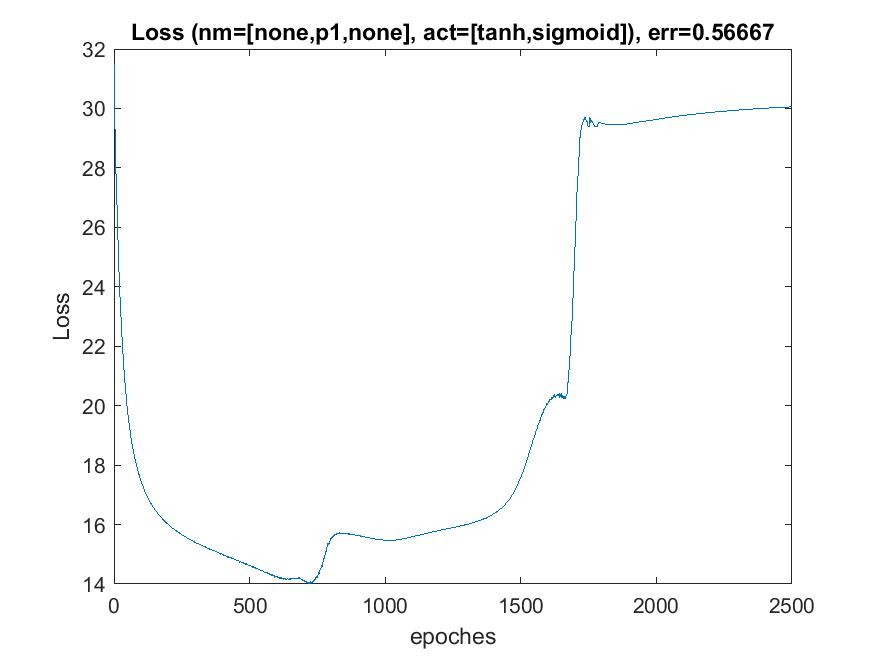 Loss (nm=[none,p1,none], act=[tanh,sigmoid]), err=0.56667
32
30
28
26
24
22
20
18
16
14
Loss
0 500 1000 1500 2000 2500
epoches